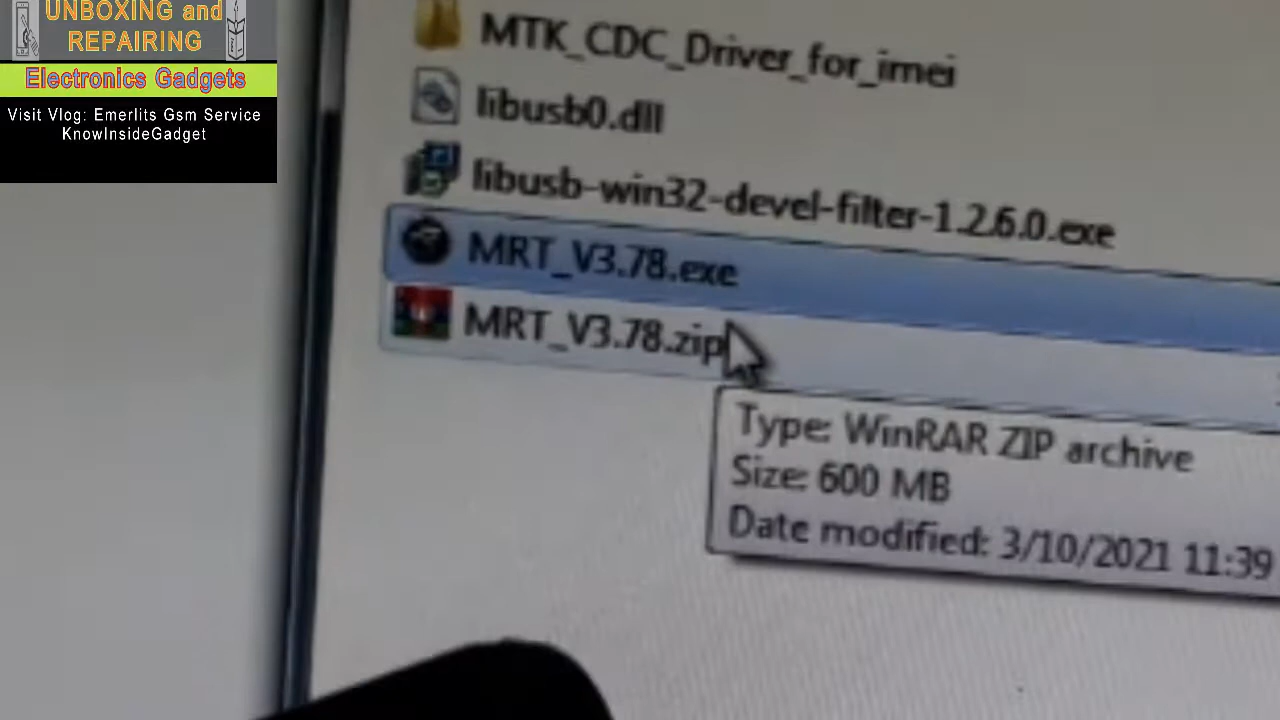 UNBOXING and
REPAIRING
Electronics Gadgets
Visit Vlog: Emerlits Gsm Service
KnowInsideGadget
MTK_CDC_Driver_for_imei
libusb0.dll
libusb-win32-devel-filter-1.2.6.0.exe
MRT_V3.78.exe
MRT_V3.78.zip
Type: WinRAR ZIP archive
Size: 600 MB
Date modified: 3/10/2021 11:39